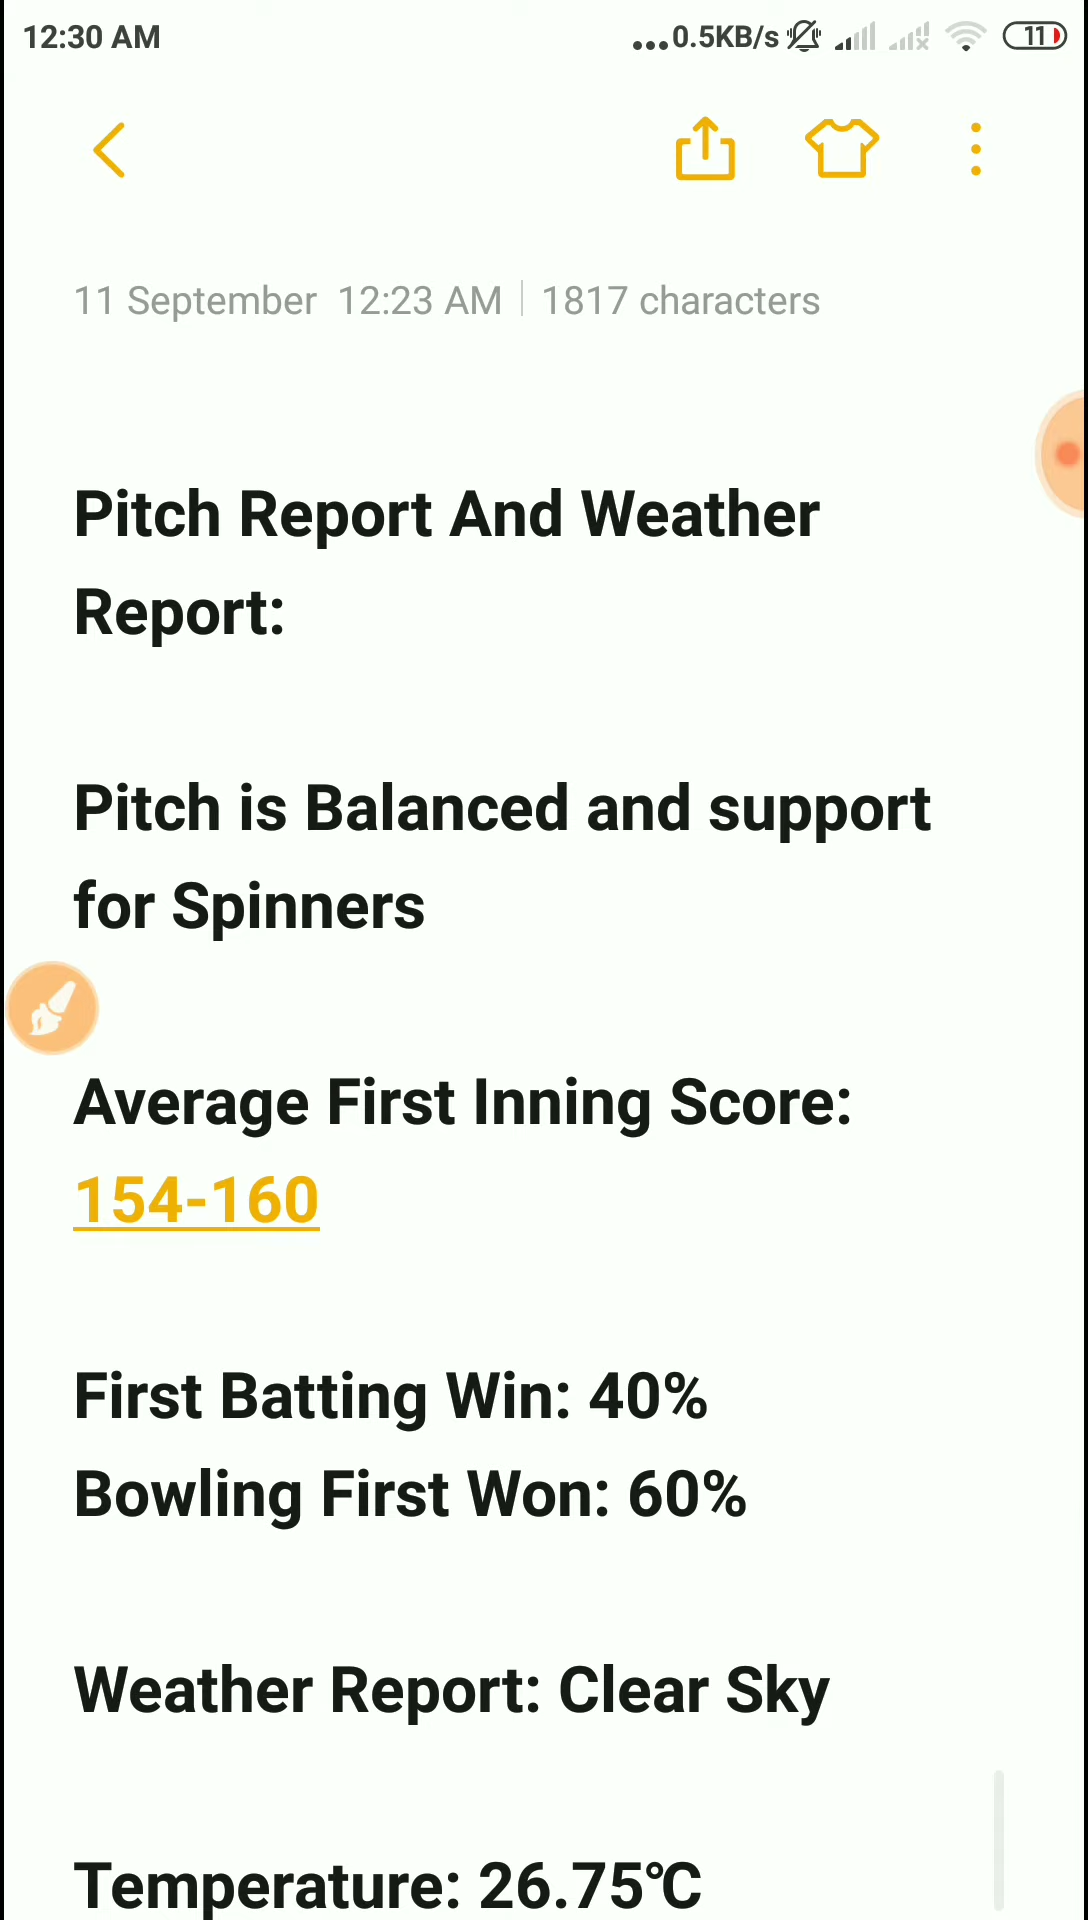 12:30 AM
...0.5KB/s
11
11 September 12:23 AM | 1817 characters
Pitch Report And Weather
Report:
Pitch is Balanced and support
for Spinners
Average First Inning Score:
154-160
First Batting Win: 40%
Bowling First Won: 60%
Weather Report: Clear Sky
Temperature: 26.75℃